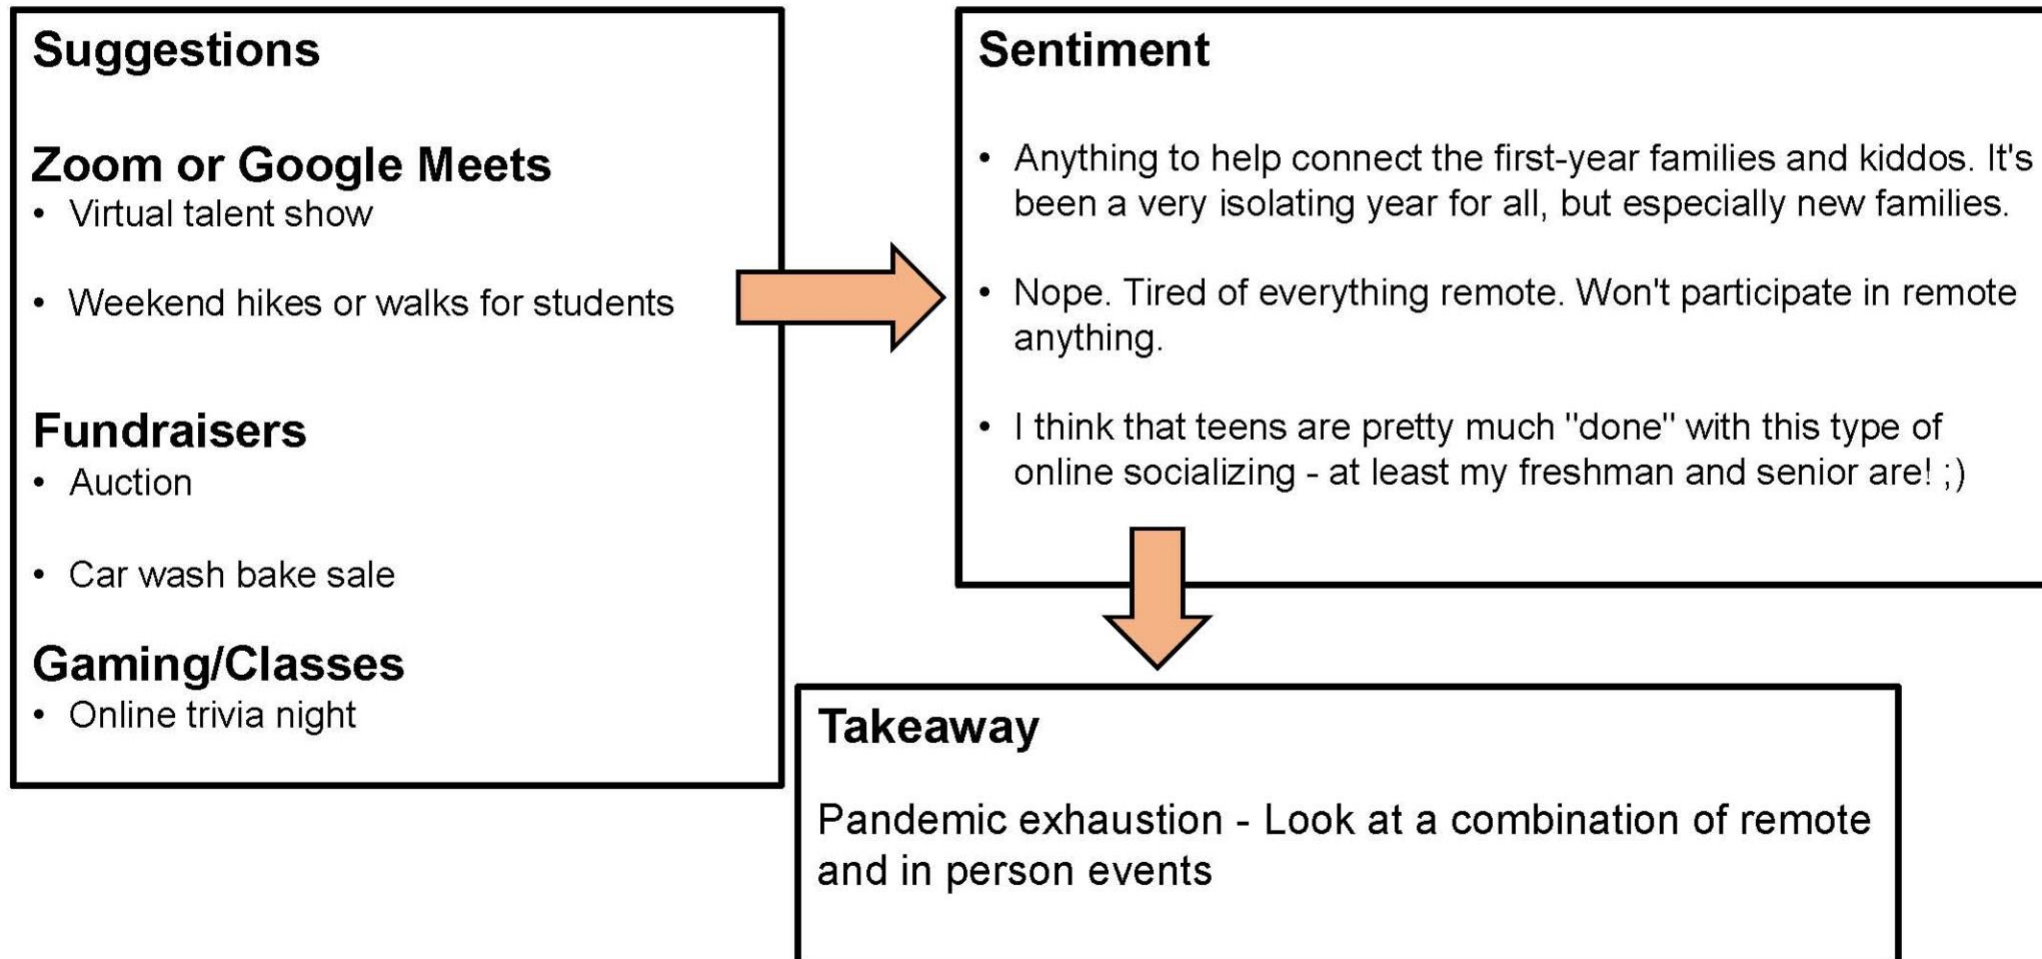 Suggestions
Zoom or Google Meets
• Virtual talent show
• Weekend hikes or walks for students
Fundraisers
• Auction
• Car wash bake sale
Gaming/Classes
• Online trivia night
Sentiment
• Anything to help connect the first-year families and kiddos. It's
been a very isolating year for all, but especially new families.
• Nope. Tired of everything remote. Won't participate in remote
anything.
• I think that teens are pretty much "done" with this type of
online socializing - at least my freshman and senior are! ;)
Takeaway
Pandemic exhaustion - Look at a combination of remote
and in person events